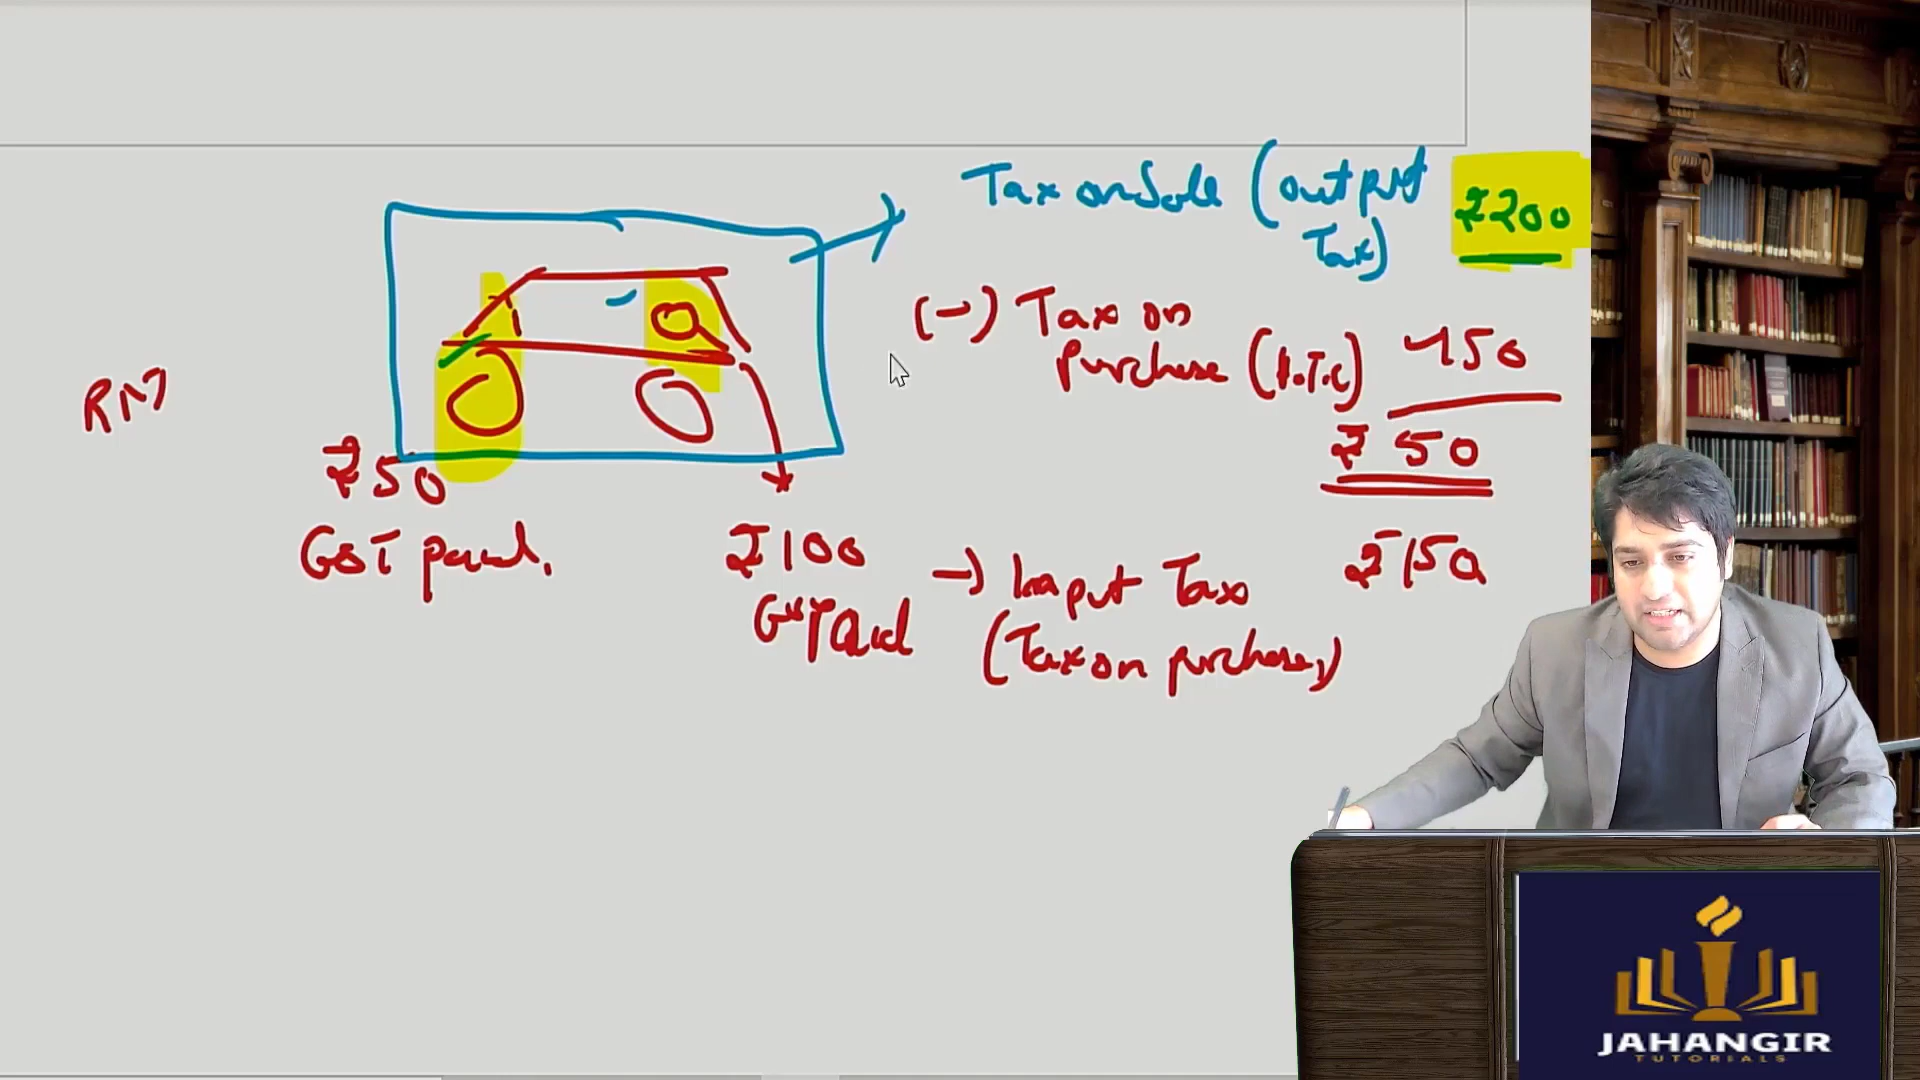 Tax on Sale (output Tax) ₹200
(-) Tax on purchase (I.T.C) 150
₹ 50
RM
₹50
GST paid.
₹100
GST Paid
→ Input Tax ₹150
(Tax on purchase)
JAHANGIR
TUTORIALS